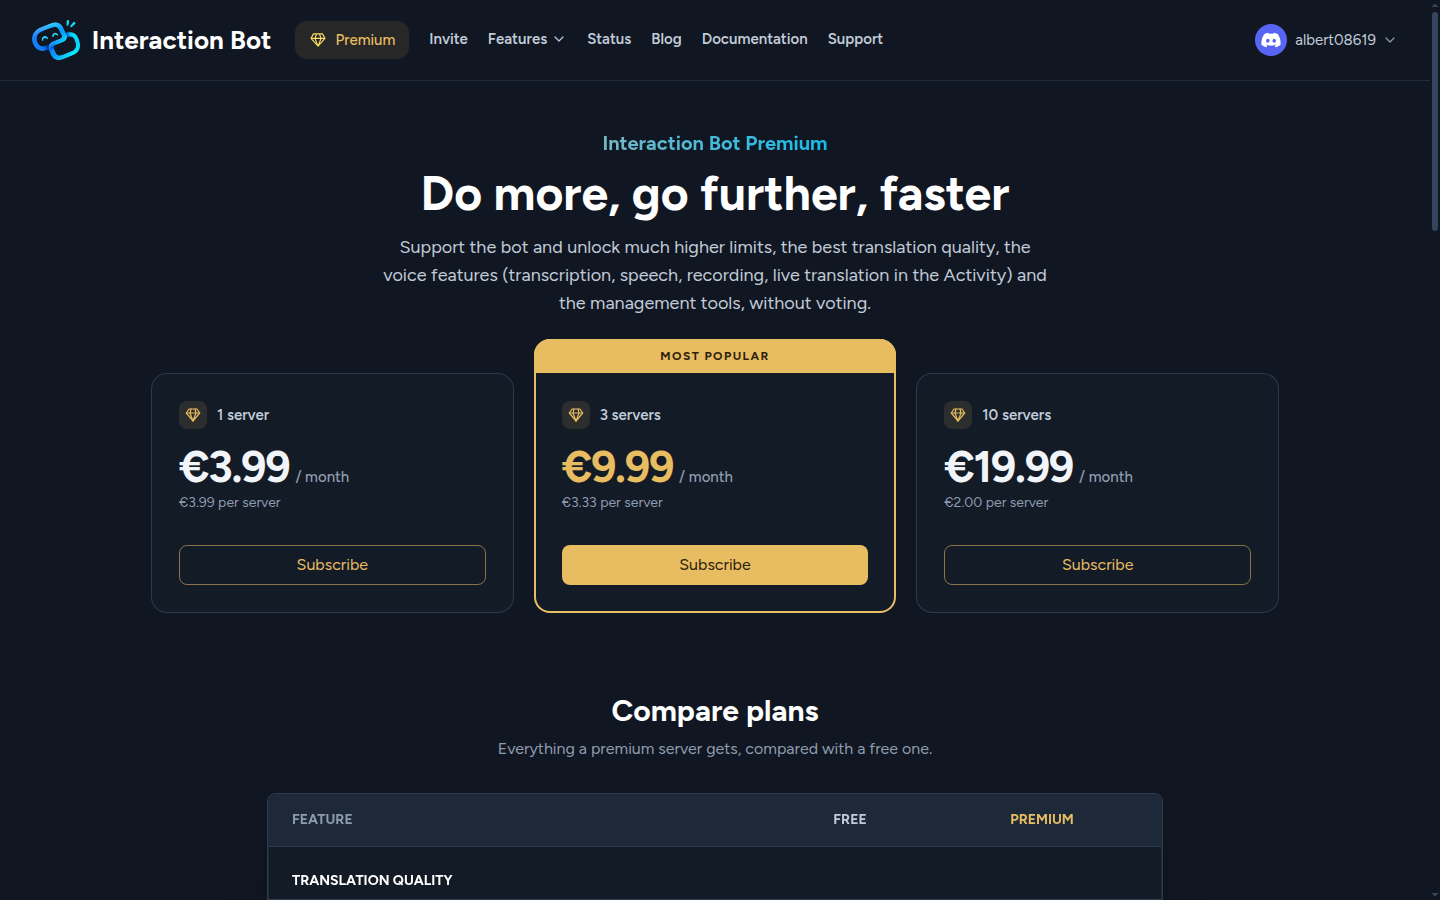 Interaction Bot
Premium
Invite
Features
Status
Blog
Documentation
Support
albert08619
Interaction Bot Premium
Do more, go further, faster
Support the bot and unlock much higher limits, the best translation quality, the
voice features (transcription, speech, recording, live translation in the Activity) and
the management tools, without voting.
1 server
€3.99 / month
€3.99 per server
Subscribe
MOST POPULAR
3 servers
€9.99 / month
€3.33 per server
Subscribe
10 servers
€19.99 / month
€2.00 per server
Subscribe
Compare plans
Everything a premium server gets, compared with a free one.
FEATURE FREE PREMIUM
TRANSLATION QUALITY